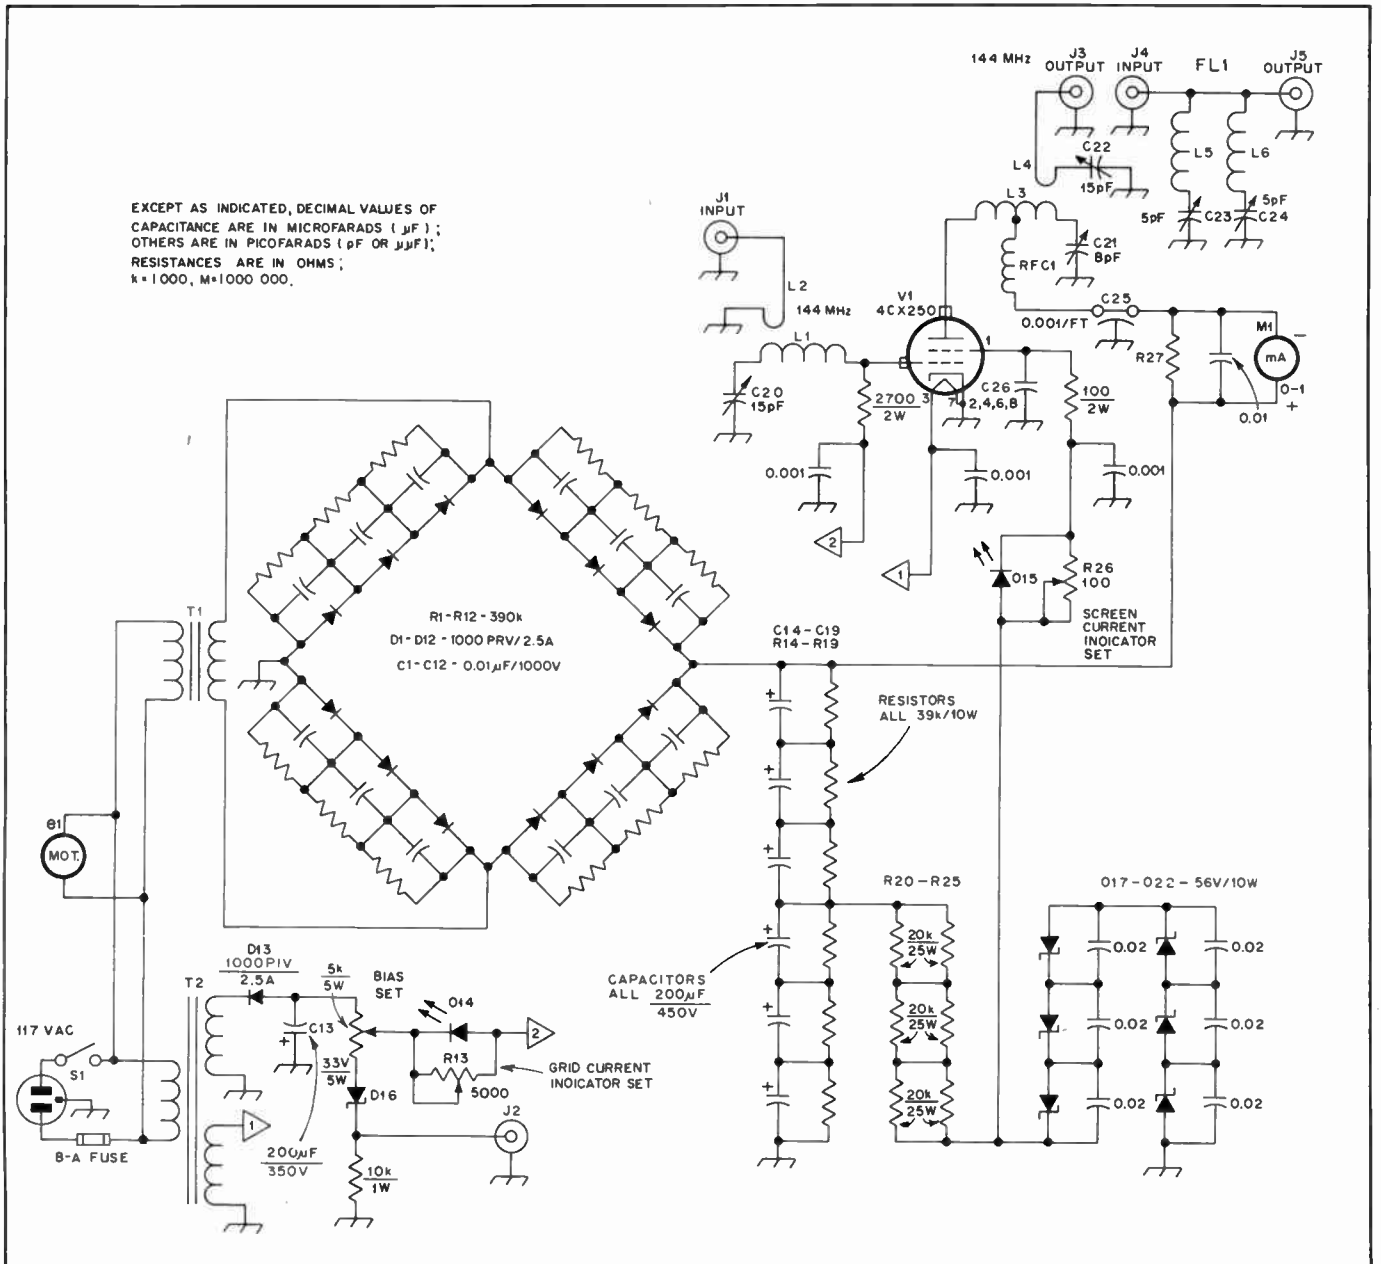 144 MHz
J3
OUTPUT
J4
INPUT
FL1
J5
OUTPUT
C22
15pF
L4
L5
L6
5pF
C23
5pF
C24
EXCEPT AS INDICATED, DECIMAL VALUES OF
CAPACITANCE ARE IN MICROFARADS ( µF ) ;
OTHERS ARE IN PICOFARADS ( pF OR µµF);
RESISTANCES ARE IN OHMS ;
k=1000, M=1000 000.
J1
INPUT
L2
144 MHz
L3
C21
8pF
RFC1
V1
4CX250
C25
0.001/FT
L1
1
R27
M1
mA
−
0-1
+
0.01
C20
15pF
2700
2W
3
7
2,4,6,8
C26
100
2W
0.001
0.001
0.001
2
1
D15
R26
100
SCREEN
CURRENT
INDICATOR
SET
T1
R1-R12-390k
D1-D12-1000 PRV/2.5A
C1-C12-0.01µF/1000V
C14-C19
R14-R19
RESISTORS
ALL 39k/10W
+
+
+
+
+
+
B1
MOT.
R20-R25
D17-D22-56V/10W
20k
25W
20k
25W
20k
25W
0.02
0.02
0.02
0.02
0.02
0.02
CAPACITORS
ALL 200µF
450V
D13
1000PIV
2.5A
5k
5W
BIAS
SET
D14
2
T2
C13
+
R13
5000
GRID CURRENT
INDICATOR SET
117 VAC
S1
33V
5W
D16
J2
1
8-A FUSE
200µF
350V
10k
1W